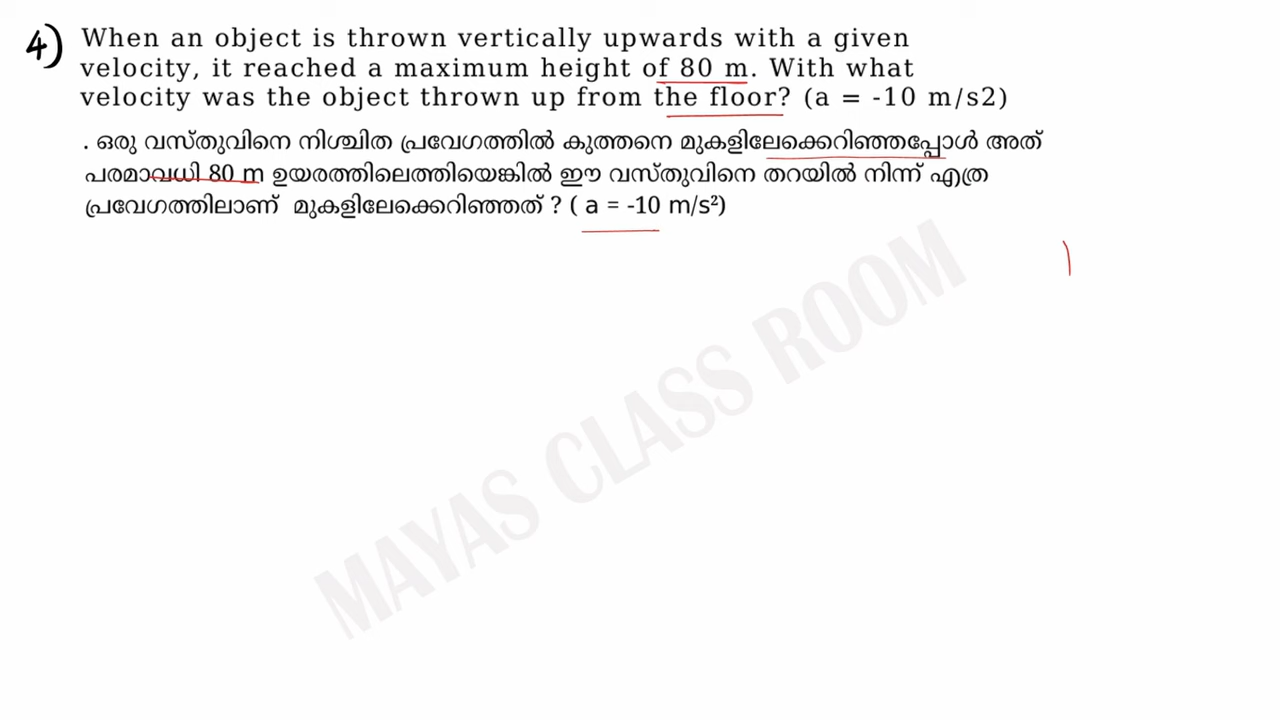 4) When an object is thrown vertically upwards with a given
velocity, it reached a maximum height of 80 m. With what
velocity was the object thrown up from the floor? (a = -10 m/s2)
. ഒരു വസ്തുവിനെ നിശ്ചിത പ്രവേഗത്തിൽ കുത്തനെ മുകളിലേക്കെറിഞ്ഞപ്പോൾ അത്
പരമാവധി 80 m ഉയരത്തിലെത്തിയെങ്കിൽ ഈ വസ്തുവിനെ തറയിൽ നിന്ന് എത്ര
പ്രവേഗത്തിലാണ് മുകളിലേക്കെറിഞ്ഞത് ? ( a = -10 m/s²)
MAYAS CLASS ROOM